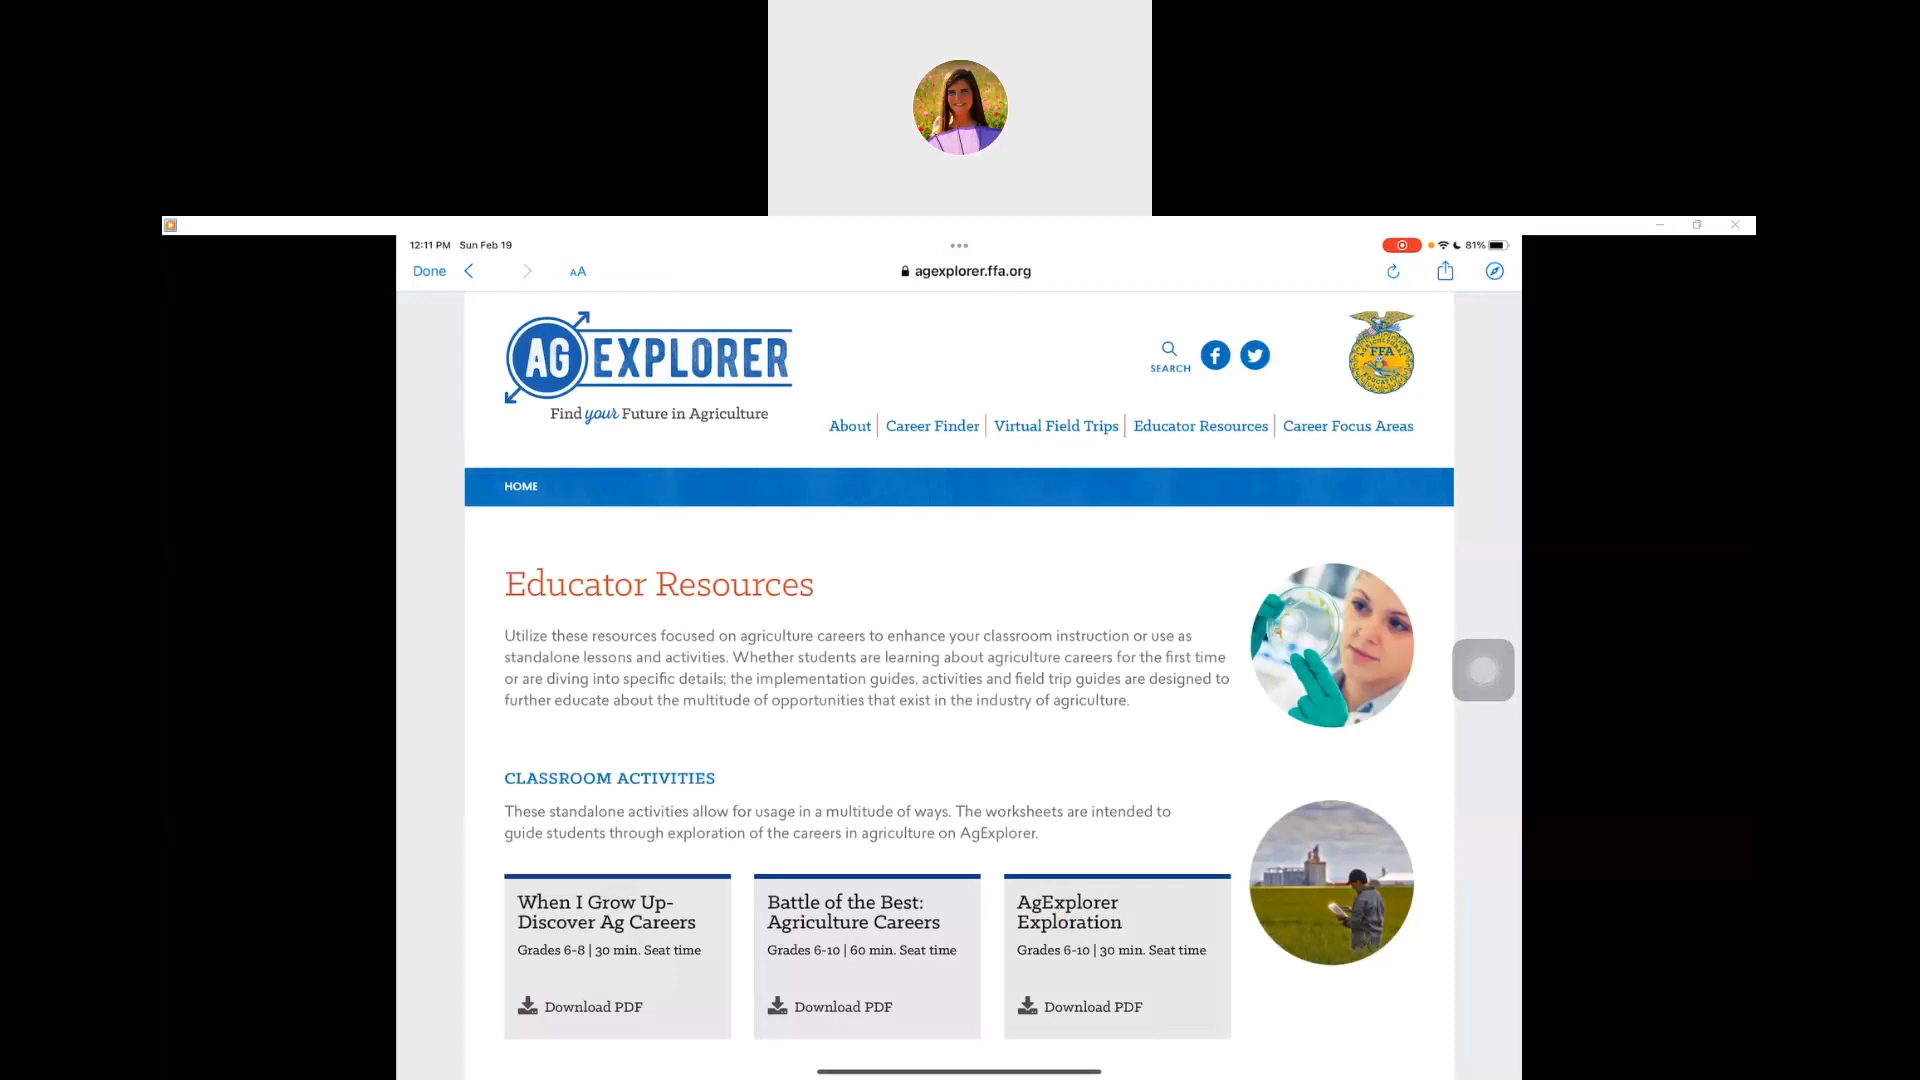 12:11 PM Sun Feb 19
81%
Done
AA
agexplorer.ffa.org
AG EXPLORER
Find your Future in Agriculture
SEARCH
AGRICULTURAL
FFA
EDUCATION
About
Career Finder
Virtual Field Trips
Educator Resources
Career Focus Areas
HOME
Educator Resources
Utilize these resources focused on agriculture careers to enhance your classroom instruction or use as
standalone lessons and activities. Whether students are learning about agriculture careers for the first time
or are diving into specific details; the implementation guides, activities and field trip guides are designed to
further educate about the multitude of opportunities that exist in the industry of agriculture.
CLASSROOM ACTIVITIES
These standalone activities allow for usage in a multitude of ways. The worksheets are intended to
guide students through exploration of the careers in agriculture on AgExplorer.
When I Grow Up-
Discover Ag Careers
Grades 6-8 | 30 min. Seat time
Download PDF
Battle of the Best:
Agriculture Careers
Grades 6-10 | 60 min. Seat time
Download PDF
AgExplorer
Exploration
Grades 6-10 | 30 min. Seat time
Download PDF